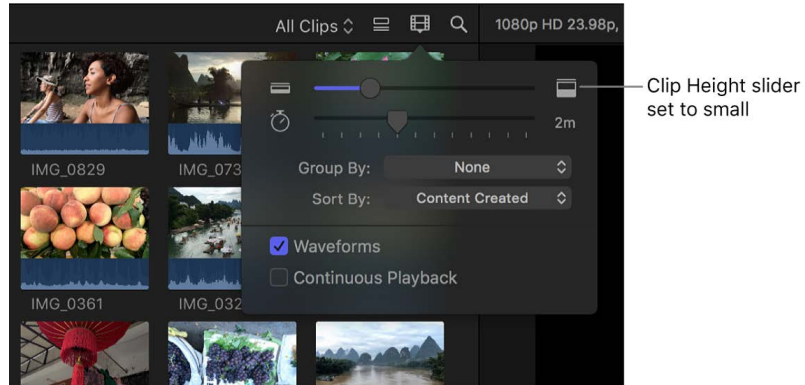 All Clips
1080p HD 23.98p,
Clip Height slider
set to small
2m
IMG_0829
IMG_073
Group By: None
Sort By: Content Created
Waveforms
Continuous Playback
IMG_0361
IMG_032